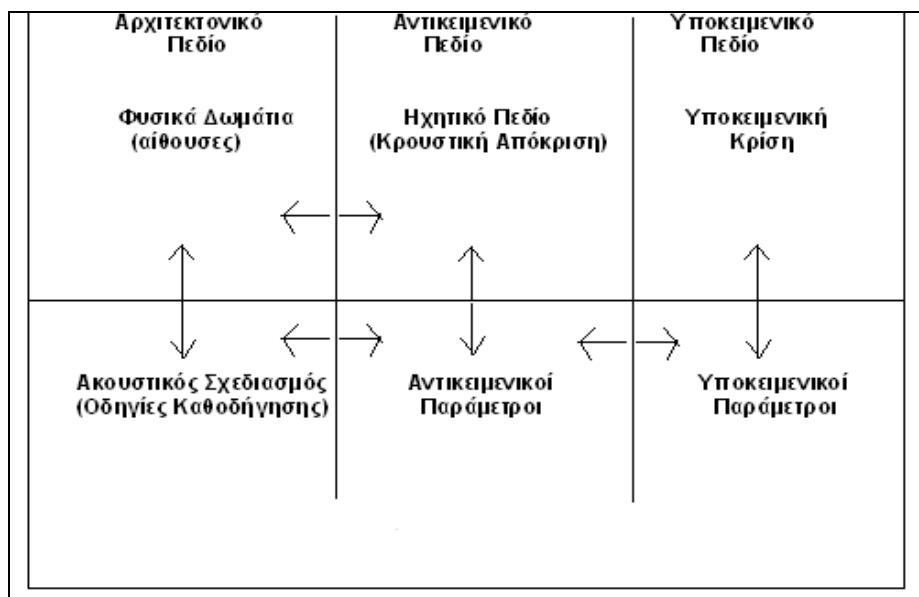 Αρχιτεκτονικό
Πεδίο
Αντικειμενικό
Πεδίο
Υποκειμενικό
Πεδίο
Φυσικά Δωμάτια
(αίθουσες)
Ηχητικό Πεδίο
(Κρουστική Απόκριση)
Υποκειμενική
Κρίση
Ακουστικός Σχεδιασμός
(Οδηγίες Καθοδήγησης)
Αντικειμενικοί
Παράμετροι
Υποκειμενικοί
Παράμετροι